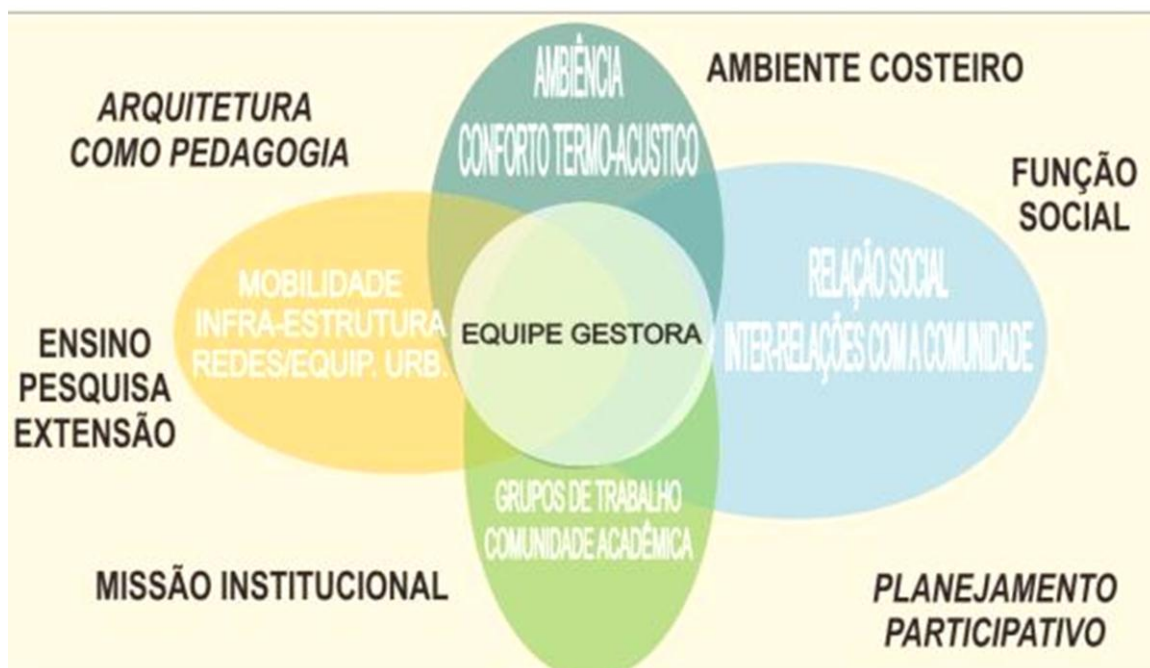 AMBIÊNCIA
CONFORTO TERMO-ACUSTICO
AMBIENTE COSTEIRO
ARQUITETURA
COMO PEDAGOGIA
FUNÇÃO
SOCIAL
MOBILIDADE
INFRA-ESTRUTURA
REDES/EQUIP. URB.
EQUIPE GESTORA
RELAÇÃO SOCIAL
INTER-RELAÇÕES COM A COMUNIDADE
ENSINO
PESQUISA
EXTENSÃO
GRUPOS DE TRABALHO
COMUNIDADE ACADÊMICA
MISSÃO INSTITUCIONAL
PLANEJAMENTO
PARTICIPATIVO